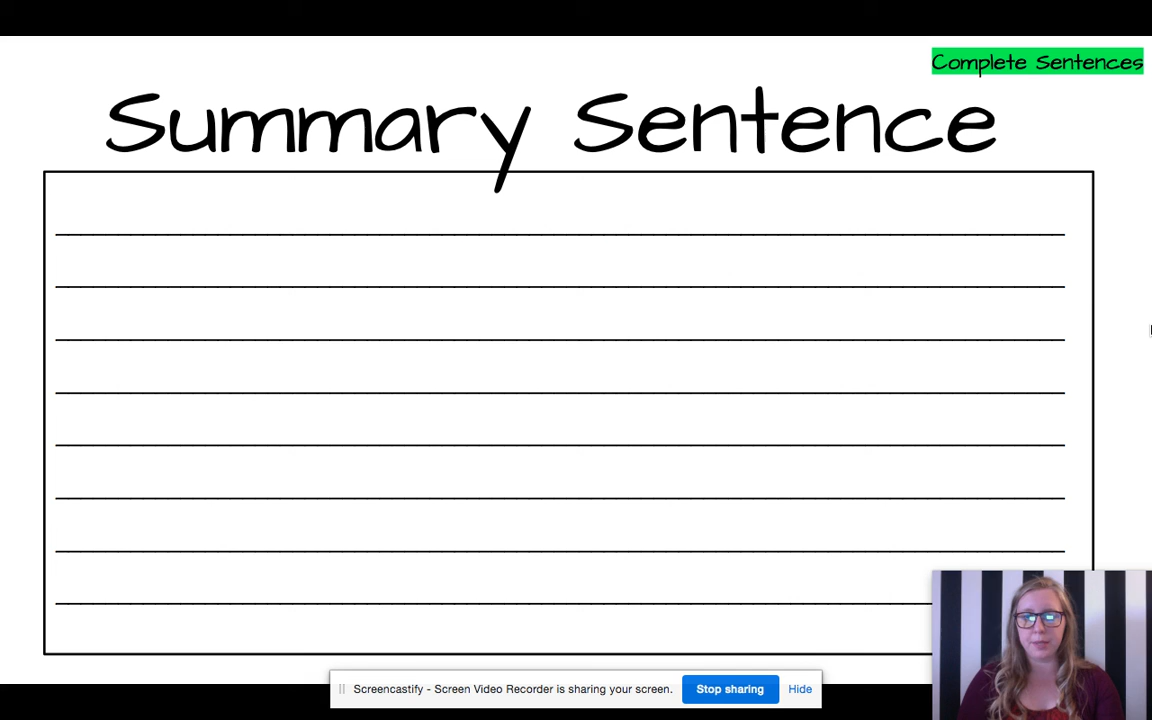 Complete Sentences
Summary Sentence
Screencastify - Screen Video Recorder is sharing your screen.
Stop sharing
Hide